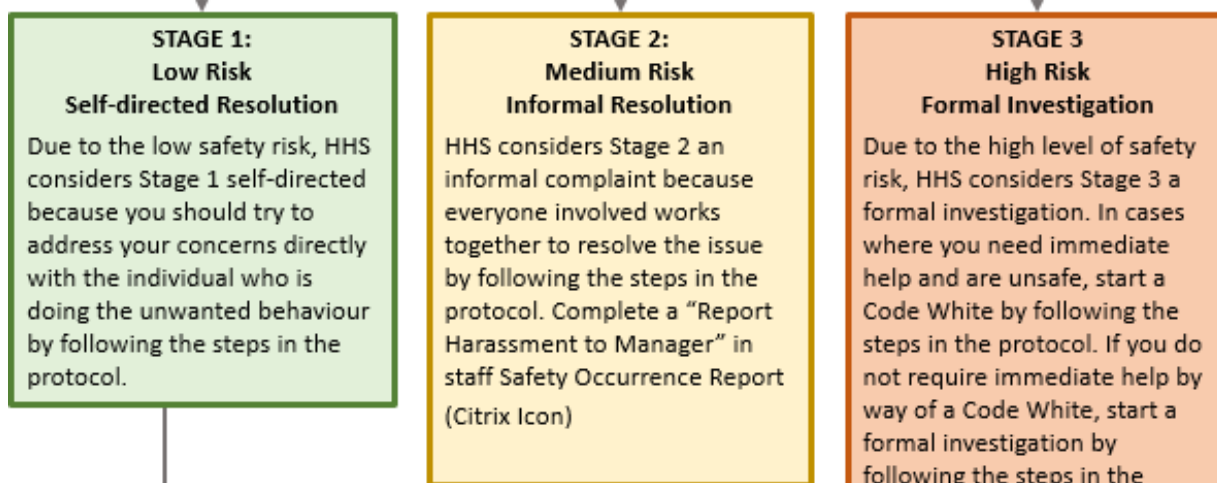 STAGE 1:
Low Risk
Self-directed Resolution
Due to the low safety risk, HHS
considers Stage 1 self-directed
because you should try to
address your concerns directly
with the individual who is
doing the unwanted behaviour
by following the steps in the
protocol.
STAGE 2:
Medium Risk
Informal Resolution
HHS considers Stage 2 an
informal complaint because
everyone involved works
together to resolve the issue
by following the steps in the
protocol. Complete a “Report
Harassment to Manager” in
staff Safety Occurrence Report
(Citrix Icon)
STAGE 3
High Risk
Formal Investigation
Due to the high level of safety
risk, HHS considers Stage 3 a
formal investigation. In cases
where you need immediate
help and are unsafe, start a
Code White by following the
steps in the protocol. If you do
not require immediate help by
way of a Code White, start a
formal investigation by
following the steps in the